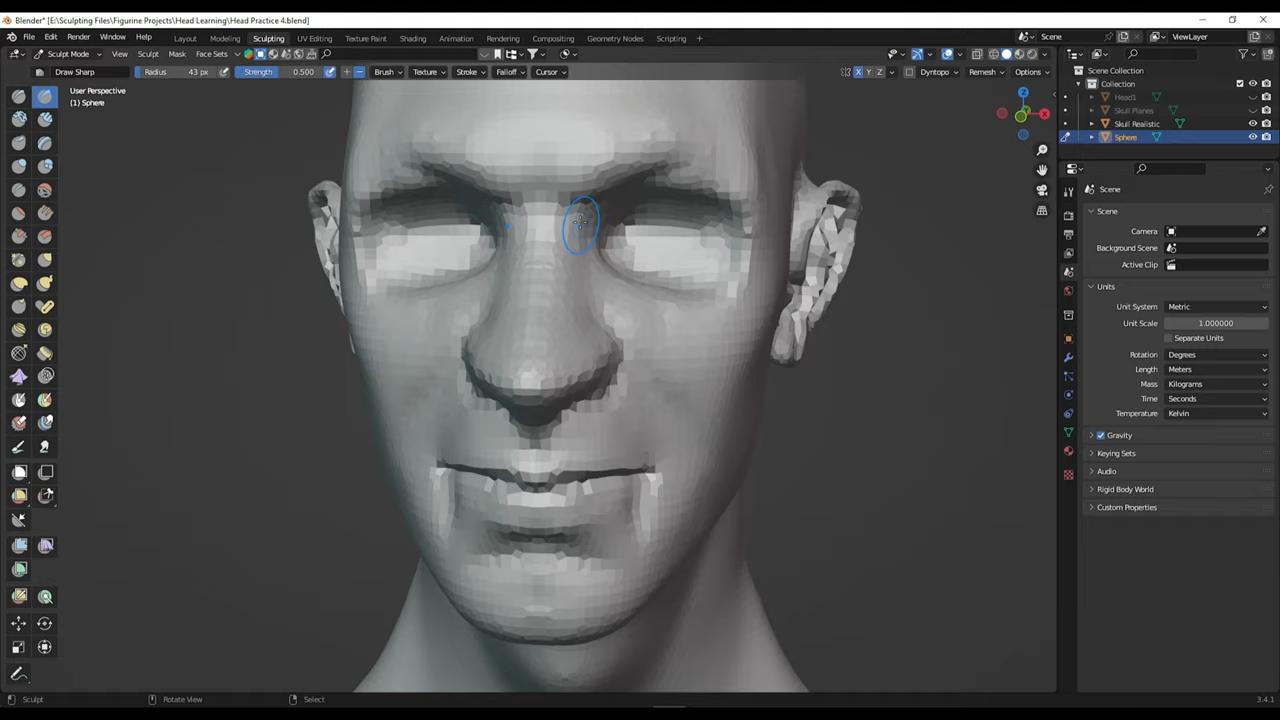 Blender* [E:\Sculpting Files\Figurine Projects\Head Learning\Head Practice 4.blend]
File Edit Render Window Help Layout Modeling Sculpting UV Editing Texture Paint Shading Animation Rendering Compositing Geometry Nodes Scripting Scene ViewLayer
Sculpt Mode View Sculpt Mask Face Sets
Draw Sharp Radius 43 px Strength 0.500 Brush Texture Stroke Falloff Cursor X Y Z Dyntopo Remesh Options
User Perspective
(1) Sphere
Z
X
Scene Collection
Collection
Head1
Skull Planes
Skull Realistic
Sphere
Scene
Scene
Camera
Background Scene
Active Clip
Units
Unit System Metric
Unit Scale 1.000000
Separate Units
Rotation Degrees
Length Meters
Mass Kilograms
Time Seconds
Temperature Kelvin
Gravity
Keying Sets
Audio
Rigid Body World
Custom Properties
Sculpt Rotate View Select 3.4.1